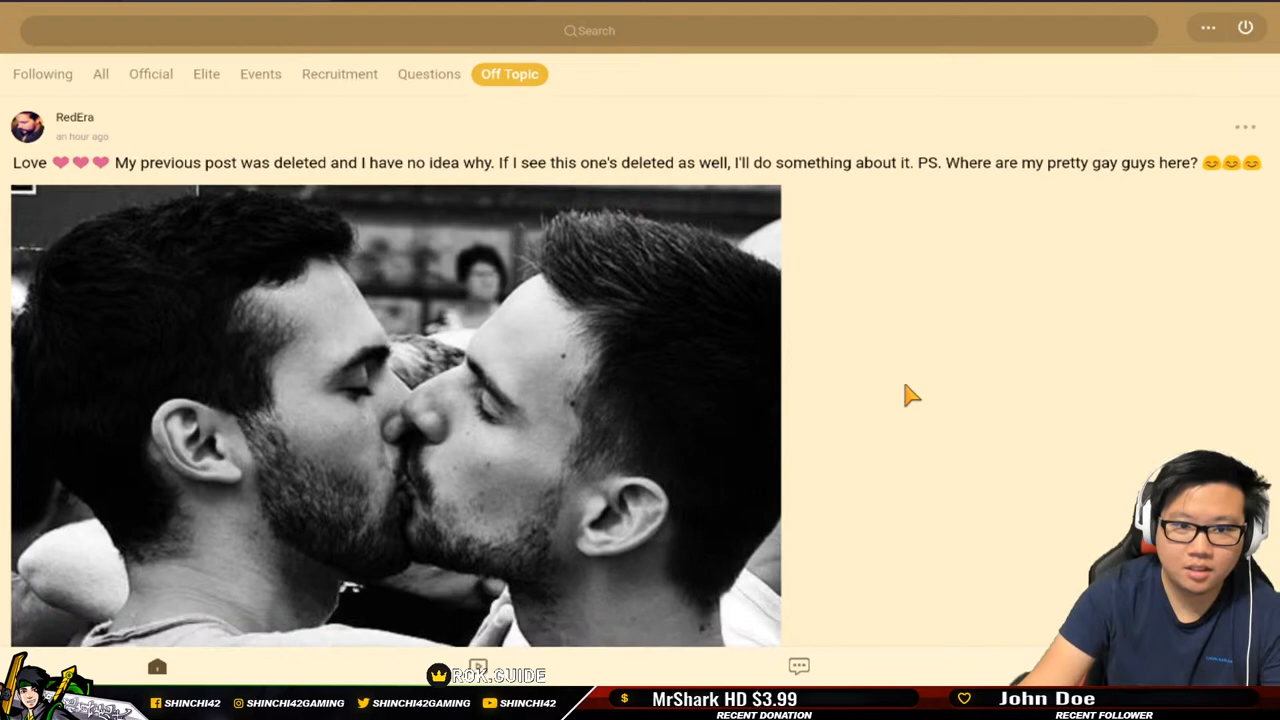 Search
Following All Official Elite Events Recruitment Questions Off Topic
RedEra
an hour ago
Love ❤❤❤ My previous post was deleted and I have no idea why. If I see this one's deleted as well, I'll do something about it. PS. Where are my pretty gay guys here? 😊😊😊
ROK.GUIDE
SHINCHI42 SHINCHI42GAMING SHINCHI42GAMING SHINCHI42
$ MrShark HD $3.99
RECENT DONATION
John Doe
RECENT FOLLOWER